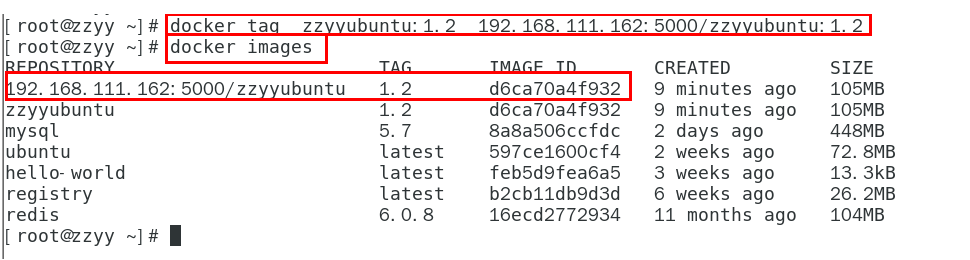 [root@zzyy ~]# docker tag  zzyyubuntu:1.2  192.168.111.162:5000/zzyyubuntu:1.2
[root@zzyy ~]# docker images
REPOSITORY                        TAG       IMAGE ID       CREATED         SIZE
192.168.111.162:5000/zzyyubuntu   1.2       d6ca70a4f932   9 minutes ago   105MB
zzyyubuntu                        1.2       d6ca70a4f932   9 minutes ago   105MB
mysql                             5.7       8a8a506ccfdc   2 days ago      448MB
ubuntu                            latest    597ce1600cf4   2 weeks ago     72.8MB
hello-world                       latest    feb5d9fea6a5   3 weeks ago     13.3kB
registry                          latest    b2cb11db9d3d   6 weeks ago     26.2MB
redis                             6.0.8     16ecd2772934   11 months ago   104MB
[root@zzyy ~]#